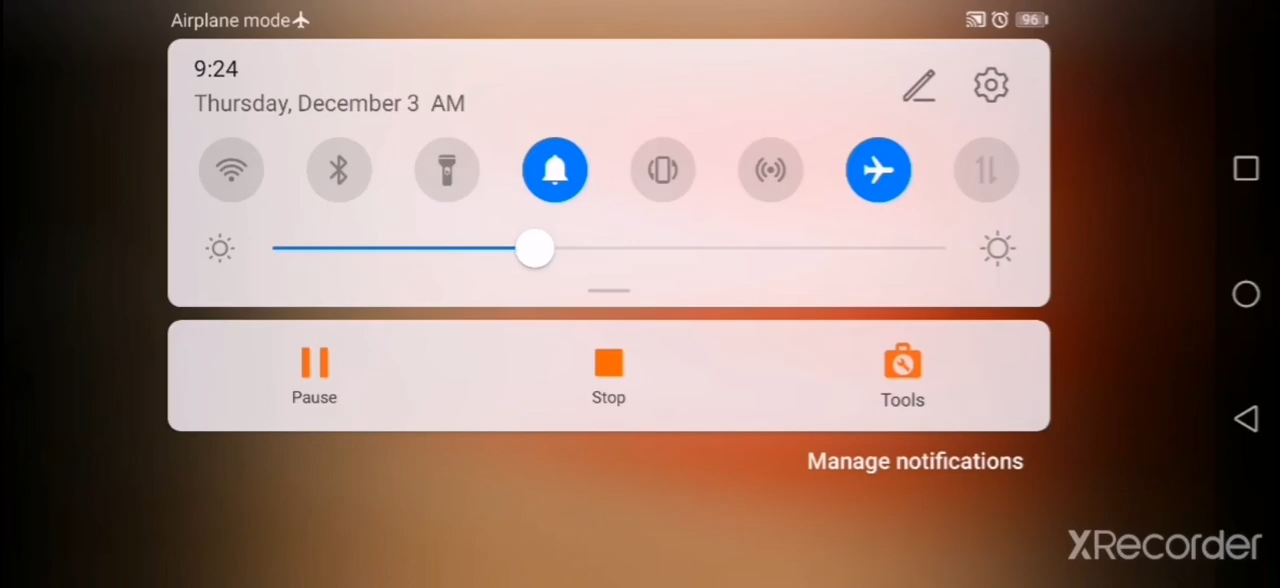 Airplane mode
96
9:24
Thursday, December 3 AM
Pause
Stop
Tools
Manage notifications
XRecorder